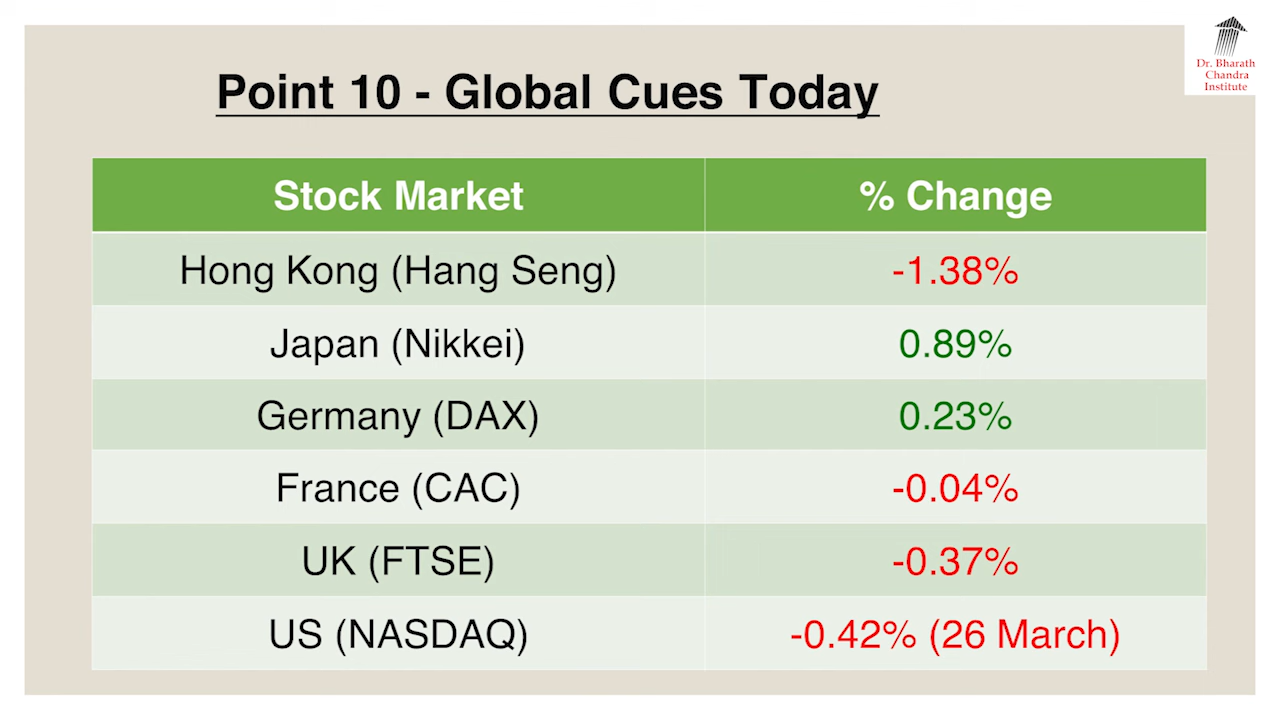 Dr. Bharath
Chandra
Institute
Point 10 - Global Cues Today
Stock Market % Change
Hong Kong (Hang Seng) -1.38%
Japan (Nikkei) 0.89%
Germany (DAX) 0.23%
France (CAC) -0.04%
UK (FTSE) -0.37%
US (NASDAQ) -0.42% (26 March)